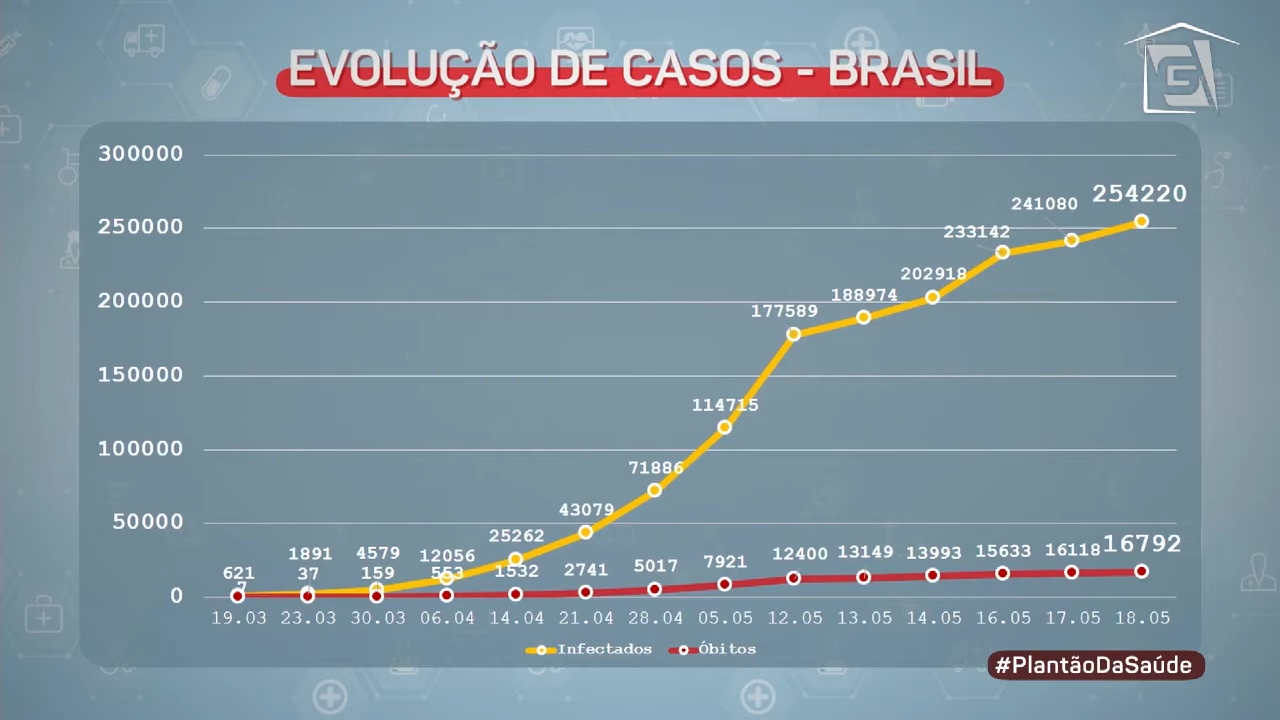 EVOLUÇÃO DE CASOS - BRASIL
300000
250000
200000
150000
100000
50000
0
621 1891 4579 12056 25262 43079 71886 114715 177589 188974 202918 233142 241080 254220
7 37 159 553 1532 2741 5017 7921 12400 13149 13993 15633 16118 16792
19.03 23.03 30.03 06.04 14.04 21.04 28.04 05.05 12.05 13.05 14.05 16.05 17.05 18.05
Infectados Óbitos
#PlantãoDaSaúde